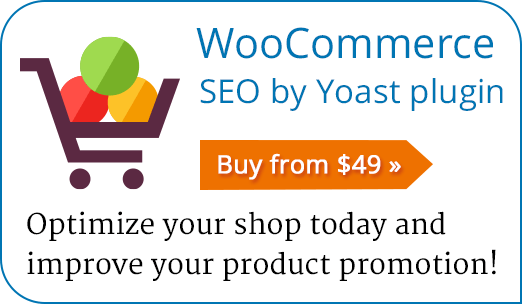 WooCommerce
SEO by Yoast plugin
Buy from $49 »
Optimize your shop today and
improve your product promotion!